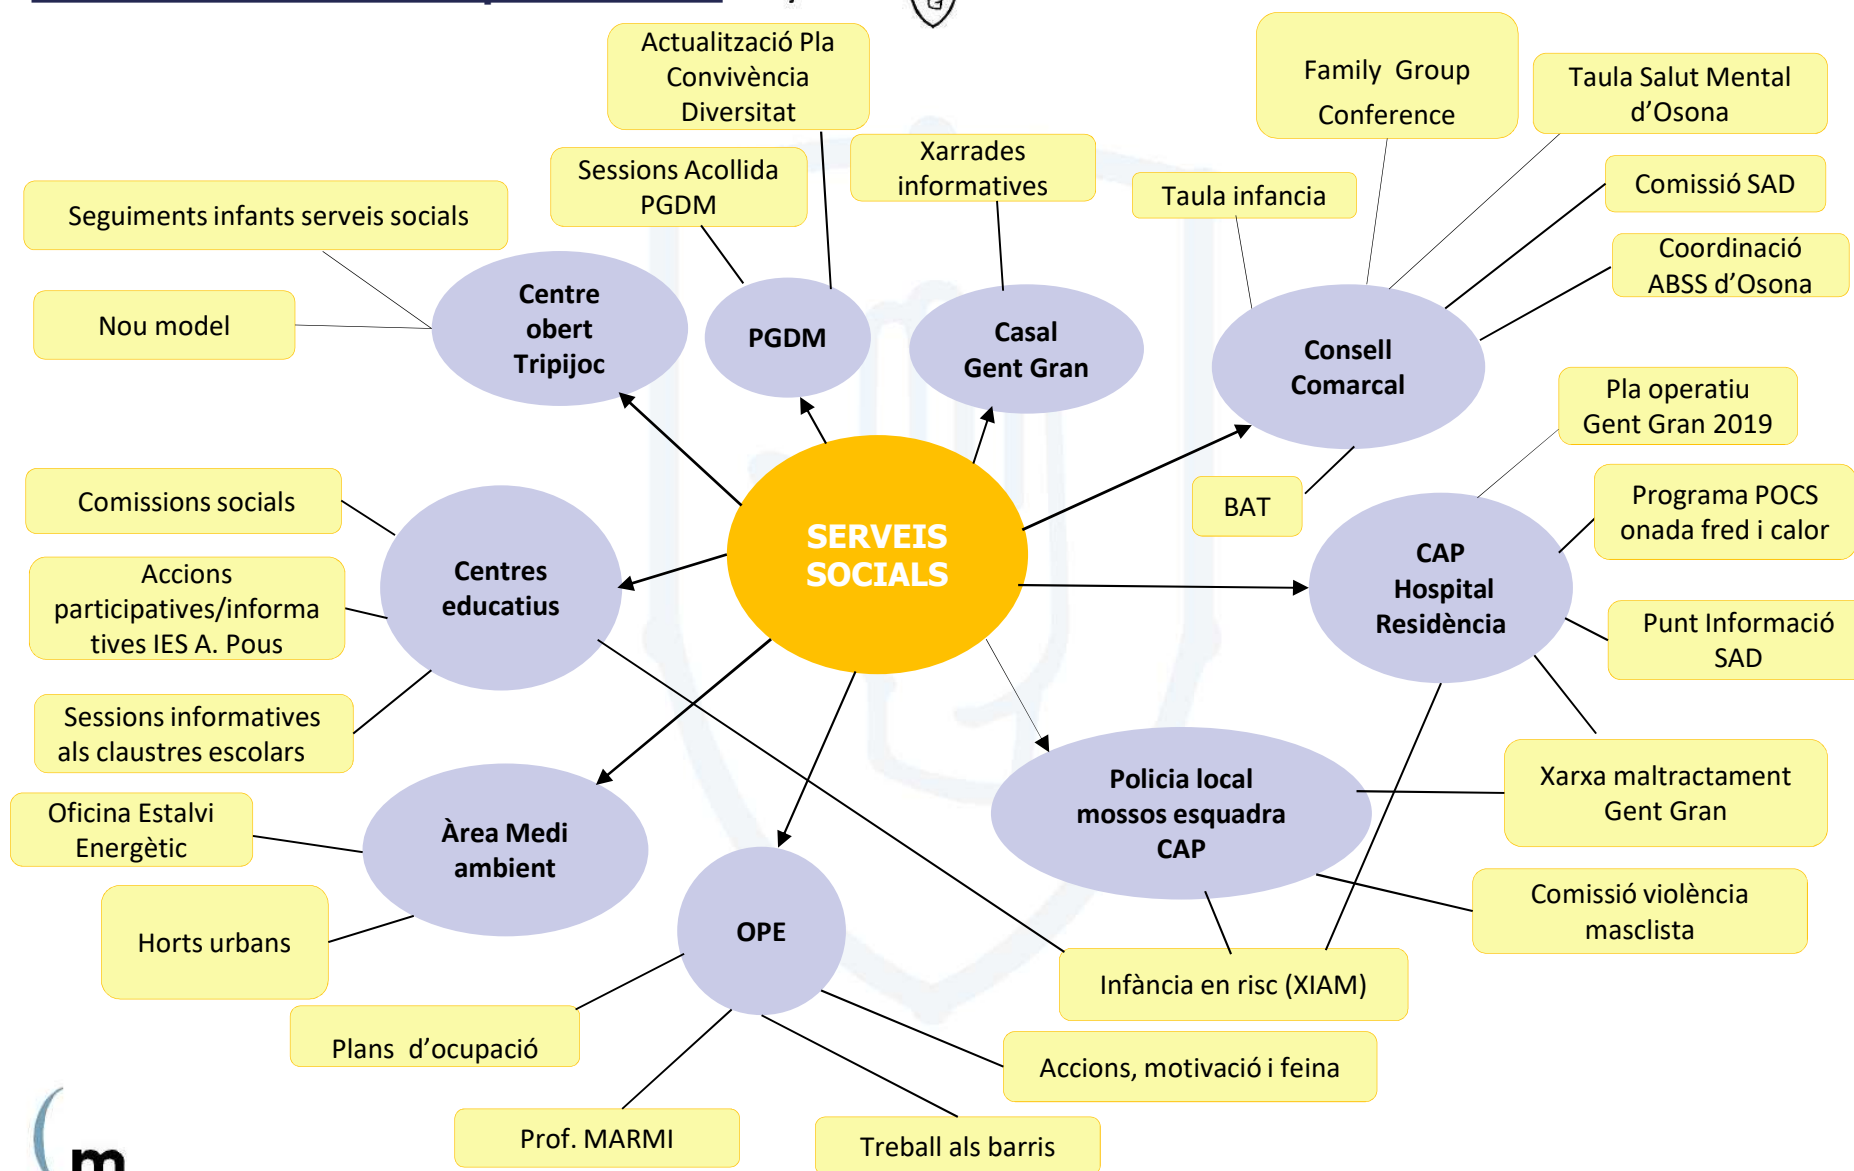 Actualització Pla
Convivència
Diversitat
Family Group
Conference
Taula Salut Mental
d’Osona
Sessions Acollida
PGDM
Xarrades
informatives
Taula infancia
Comissió SAD
Seguiments infants serveis socials
Coordinació
ABSS d’Osona
Nou model
Centre
obert
Tripijoc
PGDM
Casal
Gent Gran
Consell
Comarcal
Pla operatiu
Gent Gran 2019
Comissions socials
BAT
Programa POCS
onada fred i calor
SERVEIS
SOCIALS
Centres
educatius
CAP
Hospital
Residència
Accions
participatives/informa
tives IES A. Pous
Punt Informació
SAD
Sessions informatives
als claustres escolars
Policia local
mossos esquadra
CAP
Xarxa maltractament
Gent Gran
Oficina Estalvi
Energètic
Àrea Medi
ambient
Comissió violència
masclista
Horts urbans
OPE
Infància en risc (XIAM)
Plans d’ocupació
Accions, motivació i feina
Prof. MARMI
Treball als barris
m